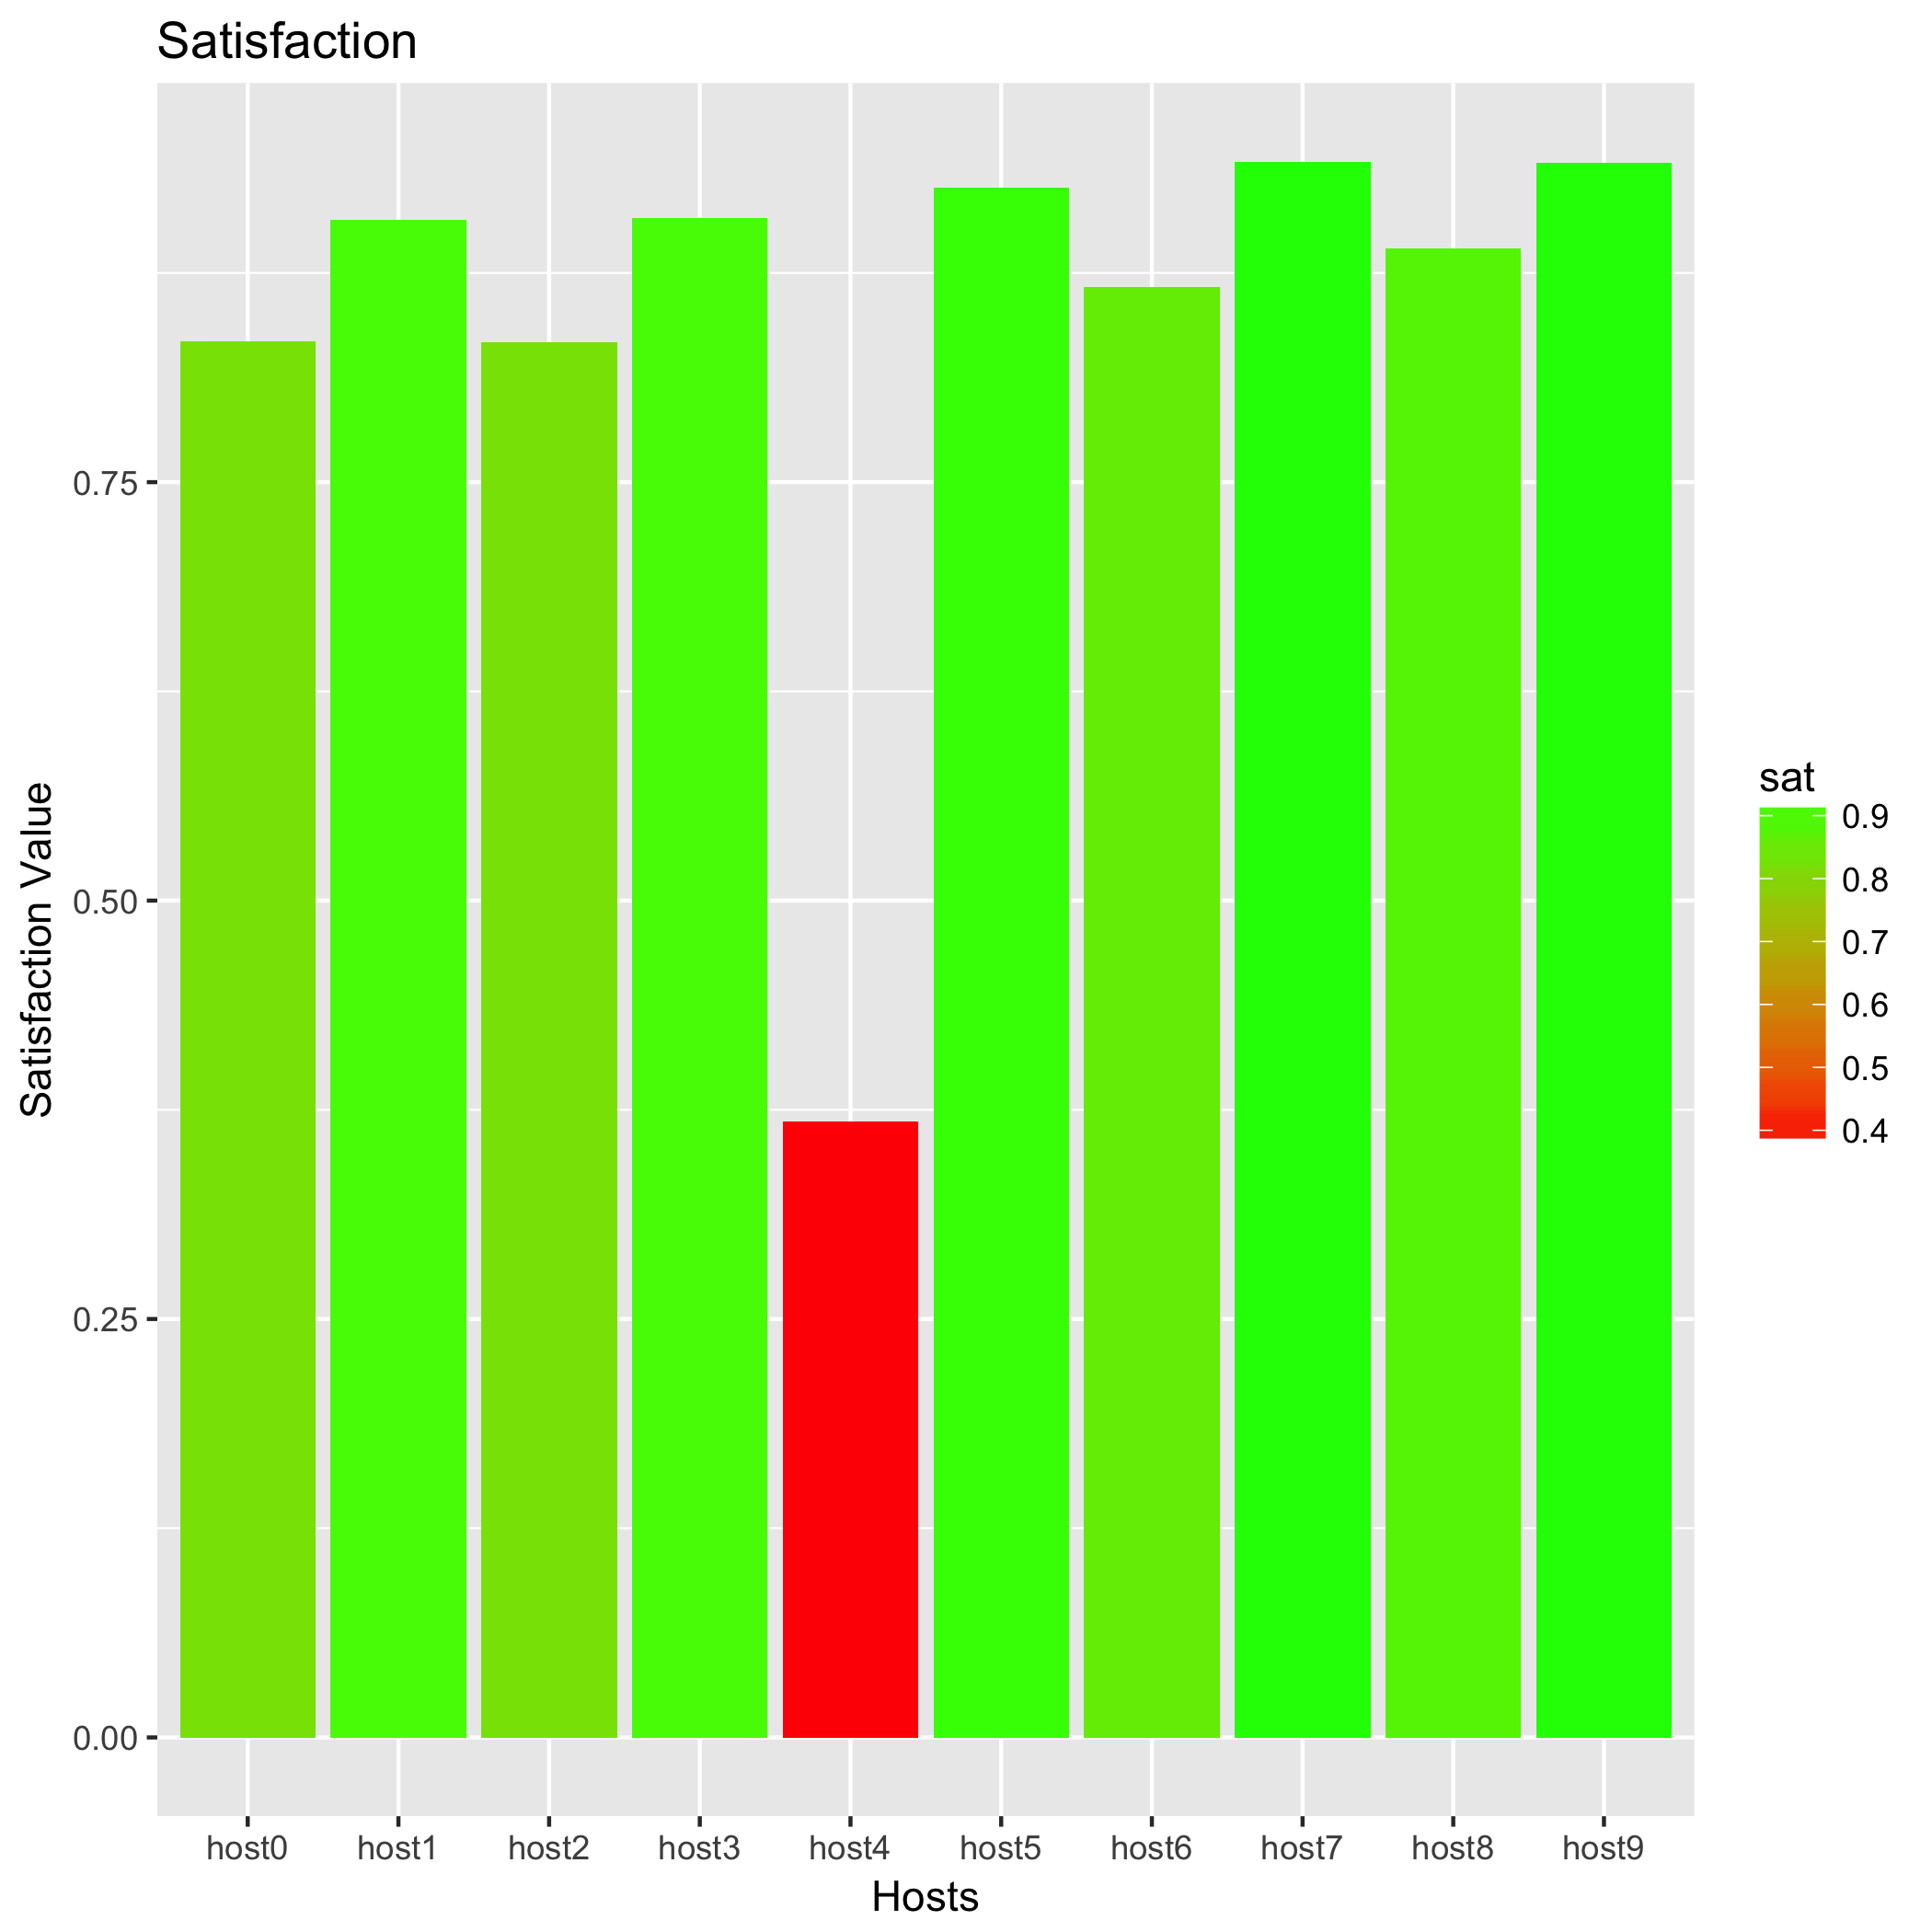 Satisfaction
Satisfaction Value
0.75
0.50
0.25
0.00
host0 host1 host2 host3 host4 host5 host6 host7 host8 host9
Hosts
sat
0.9
0.8
0.7
0.6
0.5
0.4